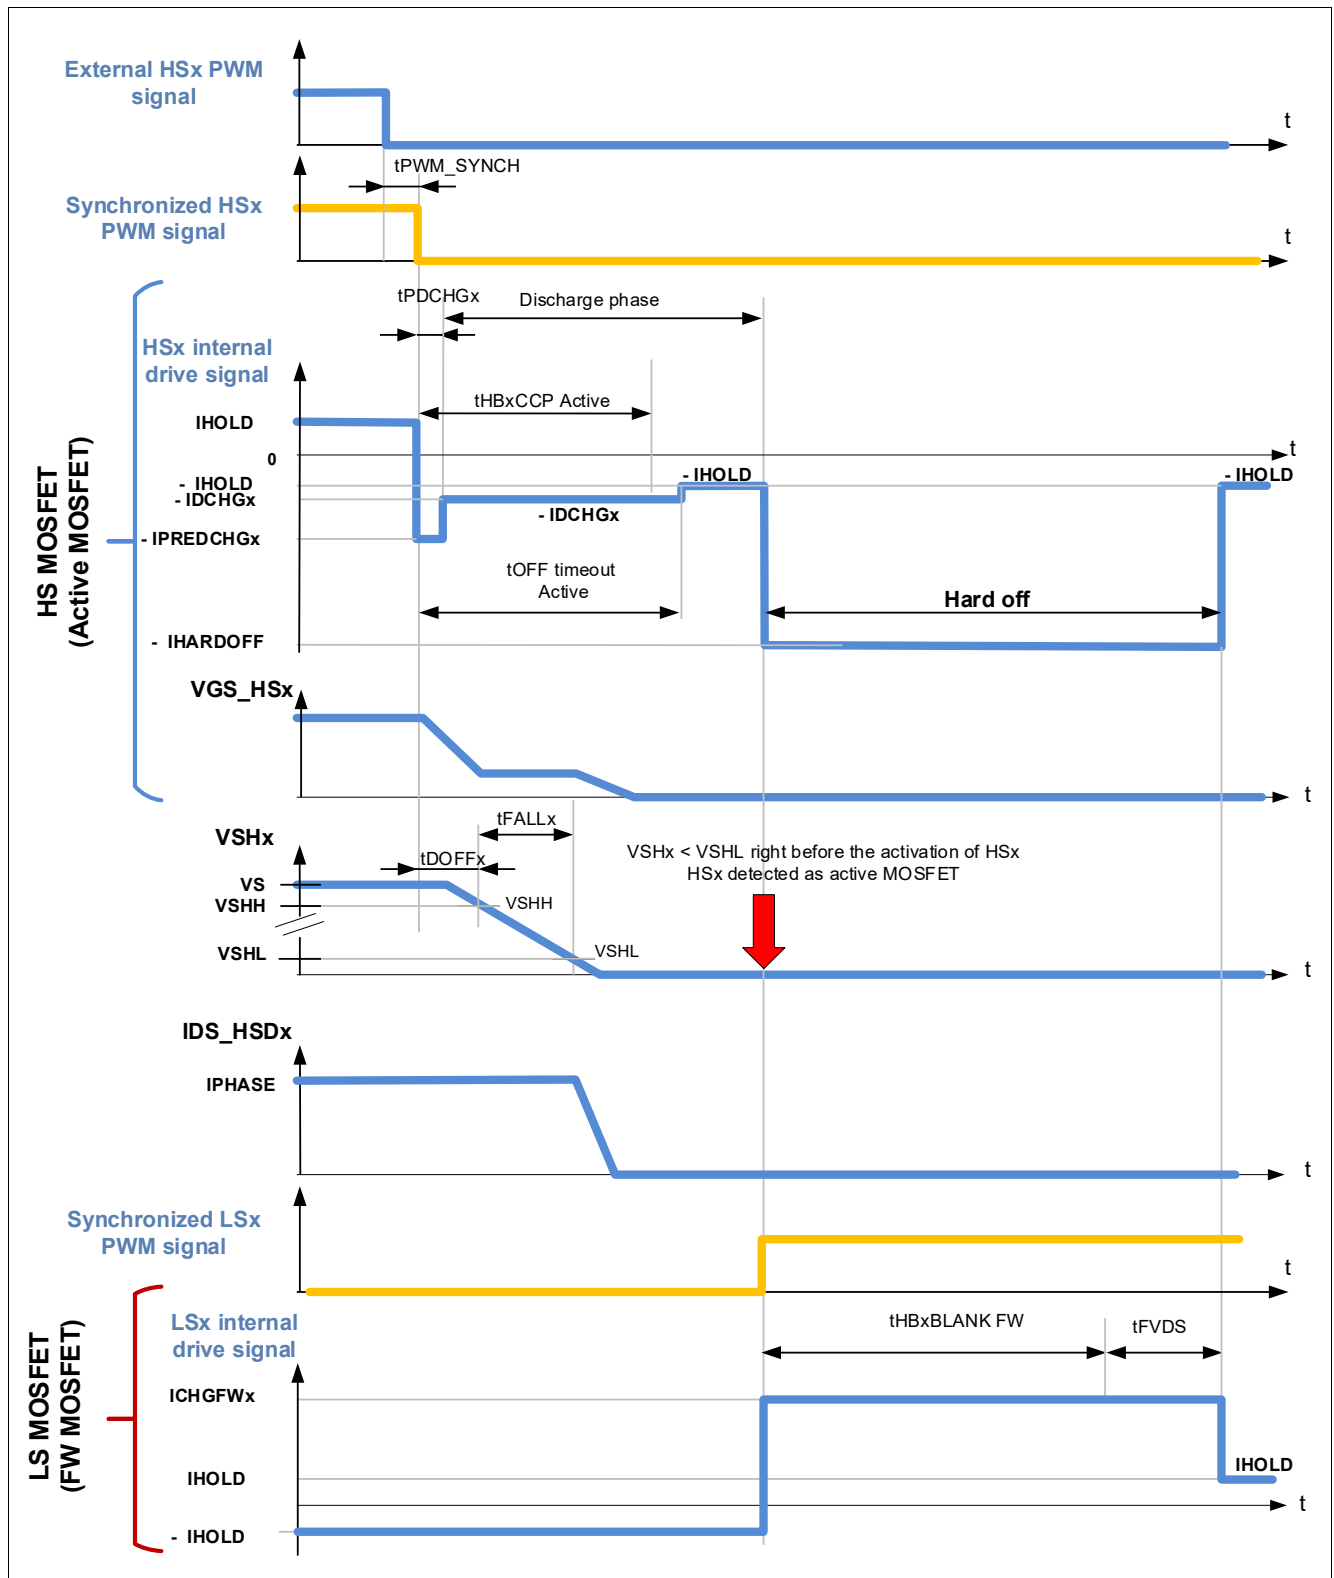 External HSx PWM
signal
t
tPWM_SYNCH
Synchronized HSx
PWM signal
t
tPDCHGx
Discharge phase
HSx internal
drive signal
tHBxCCP Active
IHOLD
0
t
- IHOLD
- IHOLD
- IHOLD
- IDCHGx
- IDCHGx
- IPREDCHGx
tOFF timeout
Active
Hard off
- IHARDOFF
HS MOSFET
(Active MOSFET)
VGS_HSx
t
tFALLx
VSHx
tDOFFx
VSHx < VSHL right before the activation of HSx
HSx detected as active MOSFET
VS
VSHH
VSHH
VSHL
VSHL
t
IDS_HSDx
IPHASE
t
Synchronized LSx
PWM signal
t
LSx internal
drive signal
tHBxBLANK FW
tFVDS
ICHGFWx
LS MOSFET
(FW MOSFET)
IHOLD
IHOLD
t
- IHOLD